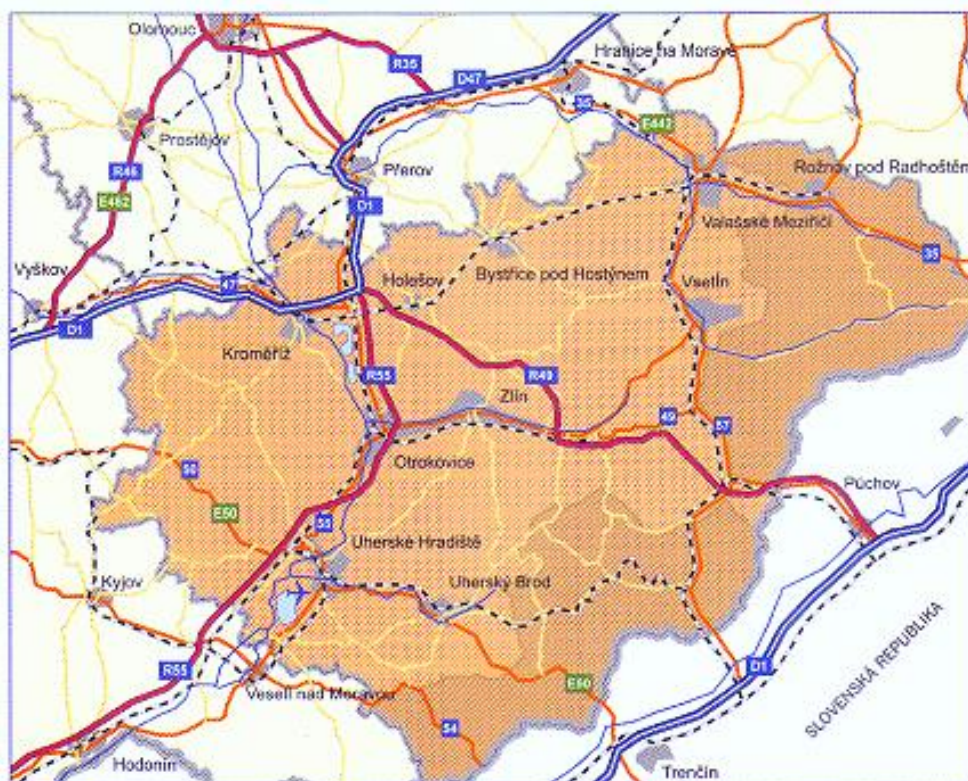 Olomouc
Hranice na Moravě
R35
D47
35
E442
Prostějov
Přerov
Rožnov pod Radhoštěm
R46
E462
D1
Valašské Meziříčí
Vyškov
47
Holešov
Bystřice pod Hostýnem
Vsetín
35
D1
Kroměříž
R55
R49
Zlín
49
57
Otrokovice
50
Púchov
E50
55
Uherské Hradiště
Kyjov
Uherský Brod
R55
D1
SLOVENSKÁ REPUBLIKA
E50
Veselí nad Moravou
54
Hodonín
Trenčín